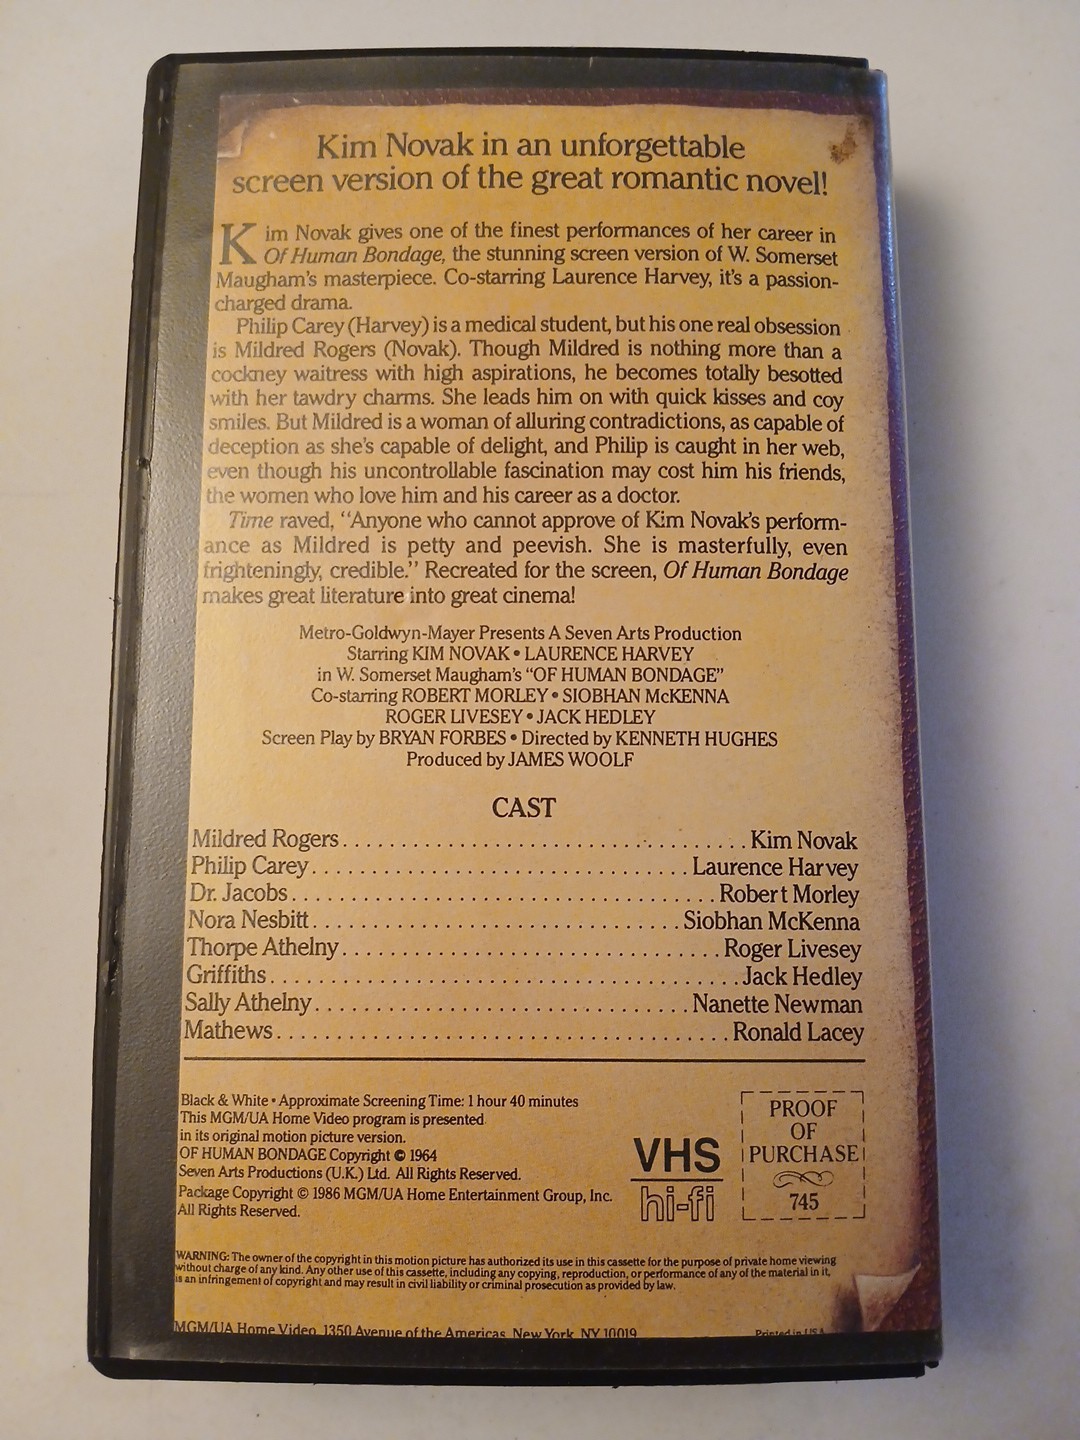 Kim Novak in an unforgettable
screen version of the great romantic novel!
Kim Novak gives one of the finest performances of her career in
Of Human Bondage, the stunning screen version of W. Somerset
Maugham's masterpiece. Co-starring Laurence Harvey, it's a passion-
charged drama.
Philip Carey (Harvey) is a medical student, but his one real obsession
is Mildred Rogers (Novak). Though Mildred is nothing more than a
cockney waitress with high aspirations, he becomes totally besotted
with her tawdry charms. She leads him on with quick kisses and coy
smiles. But Mildred is a woman of alluring contradictions, as capable of
deception as she's capable of delight, and Philip is caught in her web,
even though his uncontrollable fascination may cost him his friends,
the women who love him and his career as a doctor.
Time raved, "Anyone who cannot approve of Kim Novak's perform-
ance as Mildred is petty and peevish. She is masterfully, even
frighteningly, credible." Recreated for the screen, Of Human Bondage
makes great literature into great cinema!
Metro-Goldwyn-Mayer Presents A Seven Arts Production
Starring KIM NOVAK • LAURENCE HARVEY
in W. Somerset Maugham's "OF HUMAN BONDAGE"
Co-starring ROBERT MORLEY • SIOBHAN McKENNA
ROGER LIVESEY • JACK HEDLEY
Screen Play by BRYAN FORBES • Directed by KENNETH HUGHES
Produced by JAMES WOOLF
CAST
Mildred Rogers . . . . . . . . . . Kim Novak
Philip Carey . . . . . . . . . . Laurence Harvey
Dr. Jacobs . . . . . . . . . . Robert Morley
Nora Nesbitt . . . . . . . . . . Siobhan McKenna
Thorpe Athelny . . . . . . . . . . Roger Livesey
Griffiths . . . . . . . . . . Jack Hedley
Sally Athelny . . . . . . . . . . Nanette Newman
Mathews . . . . . . . . . . Ronald Lacey
Black & White • Approximate Screening Time: 1 hour 40 minutes
This MGM/UA Home Video program is presented
in its original motion picture version.
OF HUMAN BONDAGE Copyright © 1964
Seven Arts Productions (U.K.) Ltd. All Rights Reserved.
Package Copyright © 1986 MGM/UA Home Entertainment Group, Inc.
All Rights Reserved.
VHS
hi-fi
PROOF
OF
PURCHASE
745
WARNING: The owner of the copyright in this motion picture has authorized its use in this cassette for the purpose of private home viewing
without charge of any kind. Any other use of this cassette, including any copying, reproduction, or performance of any of the material in it,
is an infringement of copyright and may result in civil liability or criminal prosecution as provided by law.
MGM/UA Home Video, 1350 Avenue of the Americas, New York, NY 10019
Printed in USA